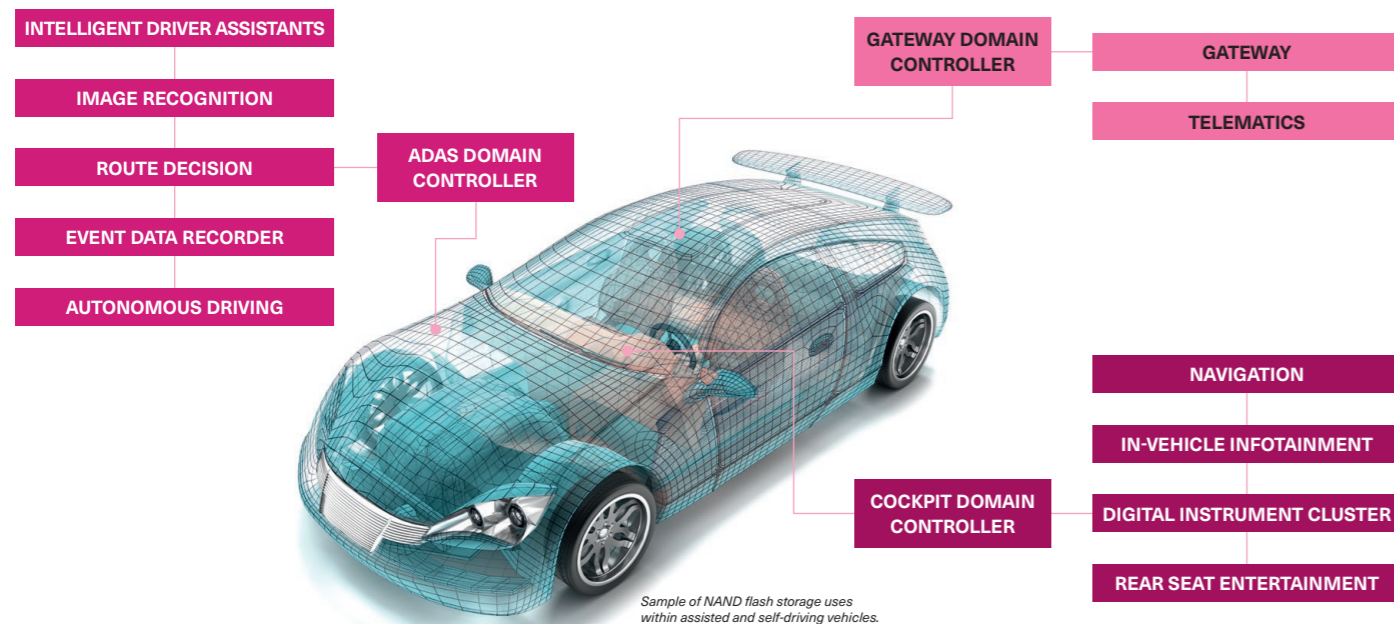 INTELLIGENT DRIVER ASSISTANTS
IMAGE RECOGNITION
ROUTE DECISION
EVENT DATA RECORDER
AUTONOMOUS DRIVING
ADAS DOMAIN
CONTROLLER
GATEWAY DOMAIN
CONTROLLER
GATEWAY
TELEMATICS
NAVIGATION
IN-VEHICLE INFOTAINMENT
DIGITAL INSTRUMENT CLUSTER
REAR SEAT ENTERTAINMENT
COCKPIT DOMAIN
CONTROLLER
Sample of NAND flash storage uses
within assisted and self-driving vehicles.